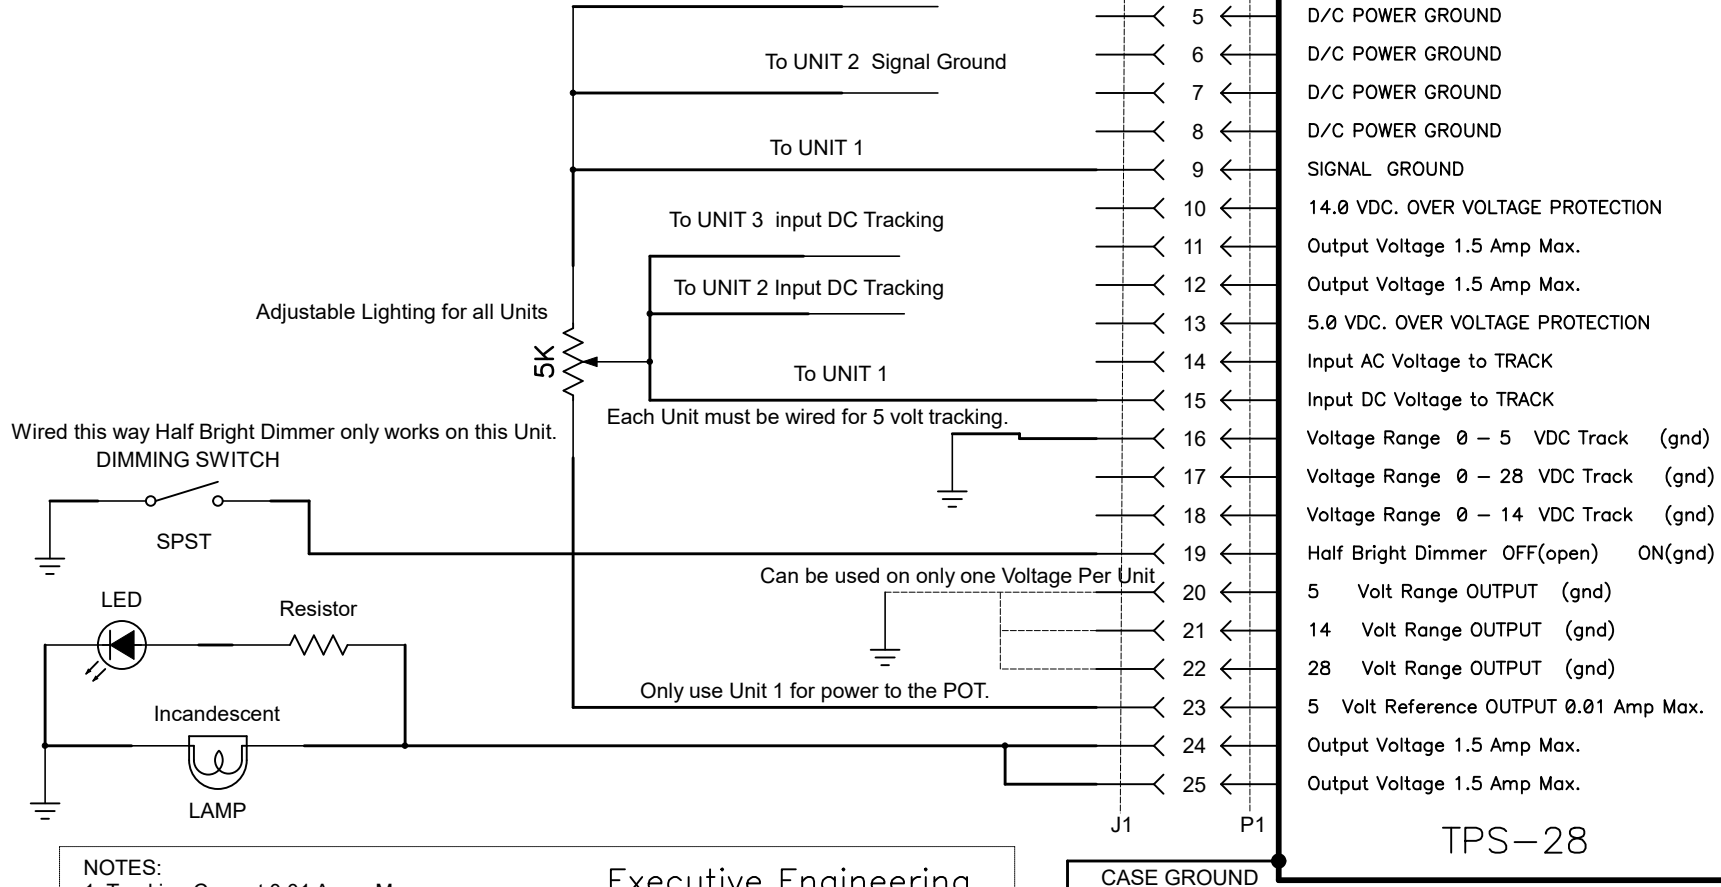 5 D/C POWER GROUND
To UNIT 2 Signal Ground
6 D/C POWER GROUND
7 D/C POWER GROUND
8 D/C POWER GROUND
To UNIT 1
9 SIGNAL GROUND
10 14.0 VDC. OVER VOLTAGE PROTECTION
To UNIT 3 input DC Tracking
11 Output Voltage 1.5 Amp Max.
To UNIT 2 Input DC Tracking
12 Output Voltage 1.5 Amp Max.
Adjustable Lighting for all Units
13 5.0 VDC. OVER VOLTAGE PROTECTION
5K
14 Input AC Voltage to TRACK
To UNIT 1
15 Input DC Voltage to TRACK
Each Unit must be wired for 5 volt tracking.
Wired this way Half Bright Dimmer only works on this Unit.
DIMMING SWITCH
16 Voltage Range 0 - 5 VDC Track (gnd)
17 Voltage Range 0 - 28 VDC Track (gnd)
18 Voltage Range 0 - 14 VDC Track (gnd)
SPST
19 Half Bright Dimmer OFF(open) ON(gnd)
Can be used on only one Voltage Per Unit
20 5 Volt Range OUTPUT (gnd)
LED
Resistor
21 14 Volt Range OUTPUT (gnd)
22 28 Volt Range OUTPUT (gnd)
Only use Unit 1 for power to the POT.
23 5 Volt Reference OUTPUT 0.01 Amp Max.
Incandescent
24 Output Voltage 1.5 Amp Max.
25 Output Voltage 1.5 Amp Max.
LAMP
J1 P1
TPS-28
NOTES:
Executive Engineering
CASE GROUND